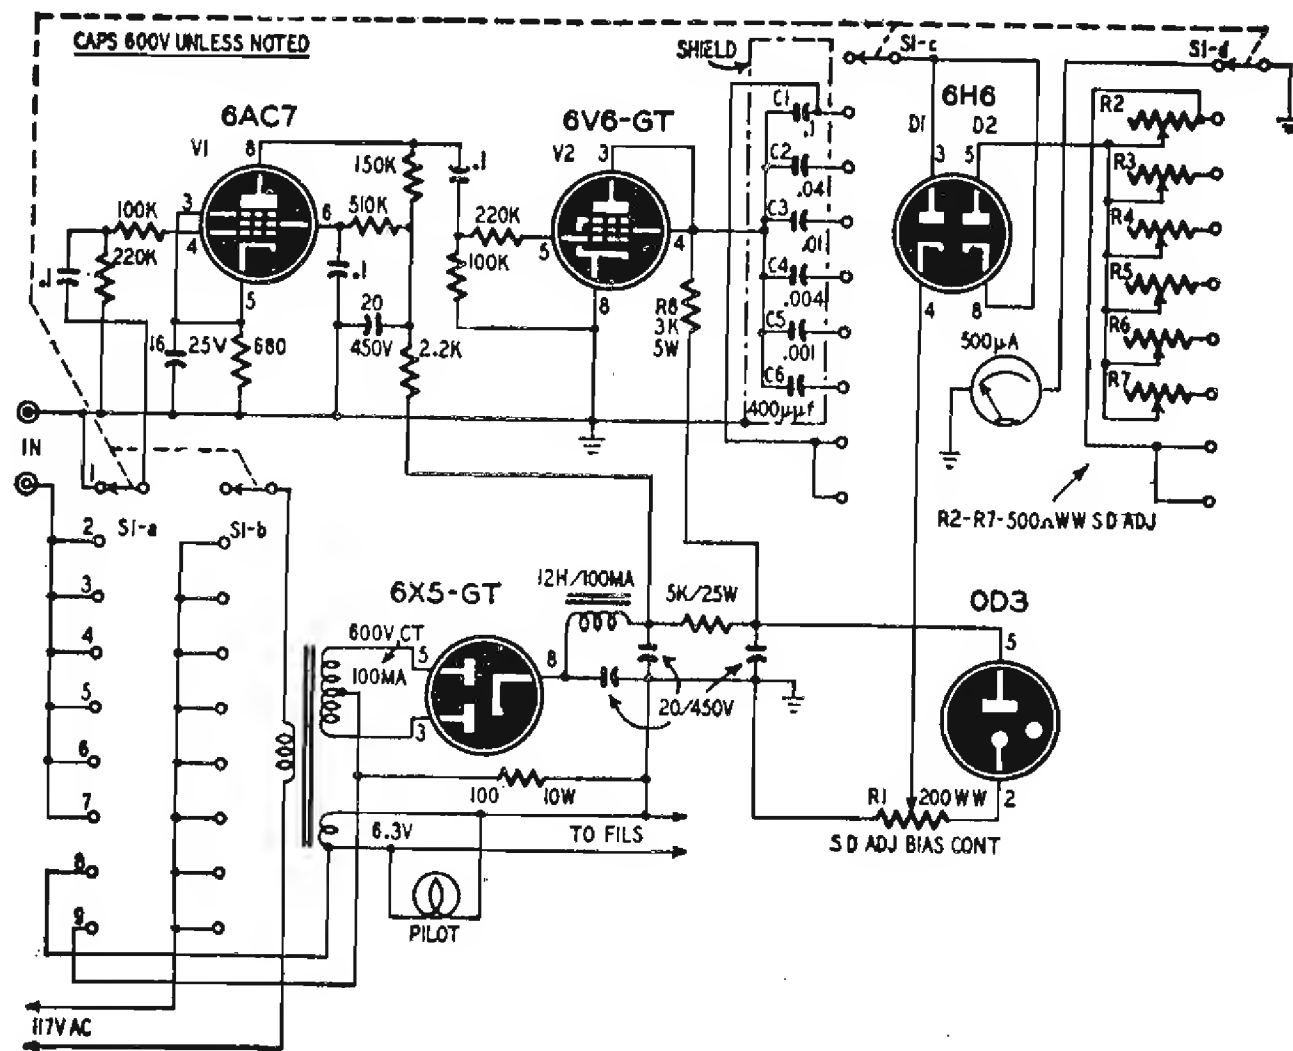 CAPS 600V UNLESS NOTED
SHIELD
S1-c
S1-d
6AC7
V1
8
3
4
6
5
100K
220K
.1
150K
510K
.1
.1
20
450V
2.2K
16
25V
680
6V6-GT
V2
3
5
4
8
220K
100K
R8
3K
5W
C1
.1
C2
.04
C3
.01
C4
.004
C5
.001
C6
400µµf
6H6
D1
D2
3
5
4
8
500µA
R2
R3
R4
R5
R6
R7
R2-R7-500ΩWW SD ADJ
IN
1
2
S1-a
S1-b
3
4
5
6
7
8
9
117V AC
6X5-GT
600V CT
100MA
5
3
8
12H/100MA
5K/25W
20/450V
100
10W
6.3V
TO FILS
PILOT
0D3
5
2
R1
200WW
SD ADJ BIAS CONT